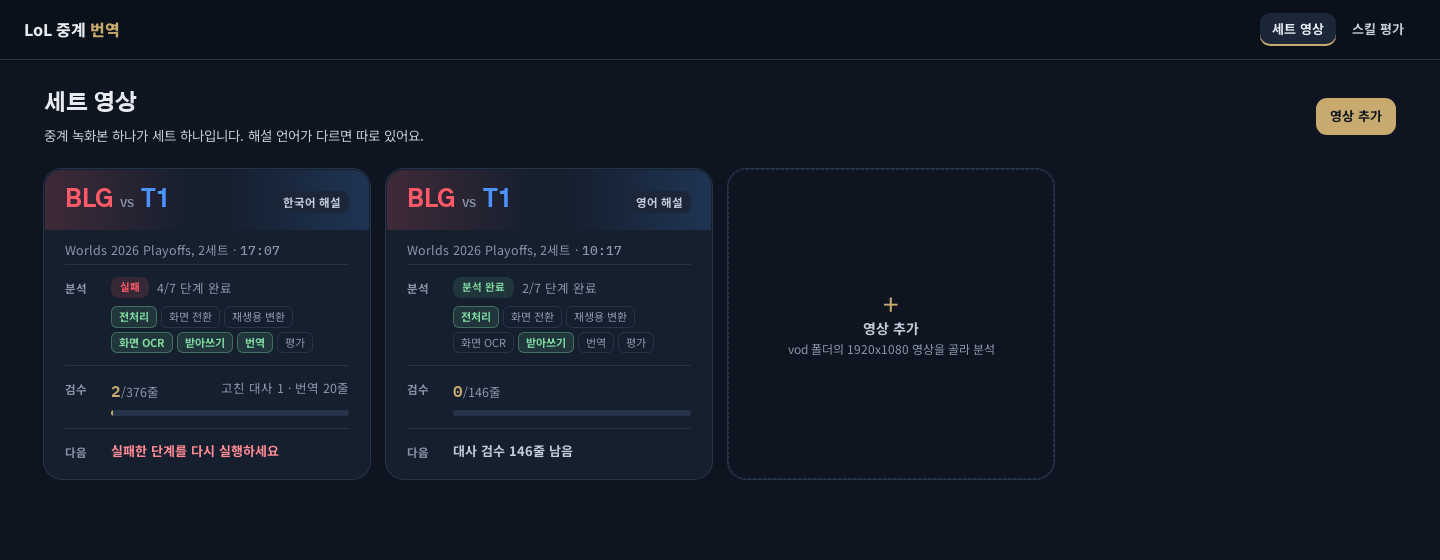 LoL 중계 번역
세트 영상
스킬 평가
세트 영상
중계 녹화본 하나가 세트 하나입니다. 해설 언어가 다르면 따로 있어요.
영상 추가
BLG vs T1
한국어 해설
Worlds 2026 Playoffs, 2세트 · 17:07
분석
실패 4/7 단계 완료
전처리 화면 전환 재생용 변환
화면 OCR 받아쓰기 번역 평가
검수
2/376줄
고친 대사 1 · 번역 20줄
다음
실패한 단계를 다시 실행하세요
BLG vs T1
영어 해설
Worlds 2026 Playoffs, 2세트 · 10:17
분석
분석 완료 2/7 단계 완료
전처리 화면 전환 재생용 변환
화면 OCR 받아쓰기 번역 평가
검수
0/146줄
다음
대사 검수 146줄 남음
+
영상 추가
vod 폴더의 1920x1080 영상을 골라 분석